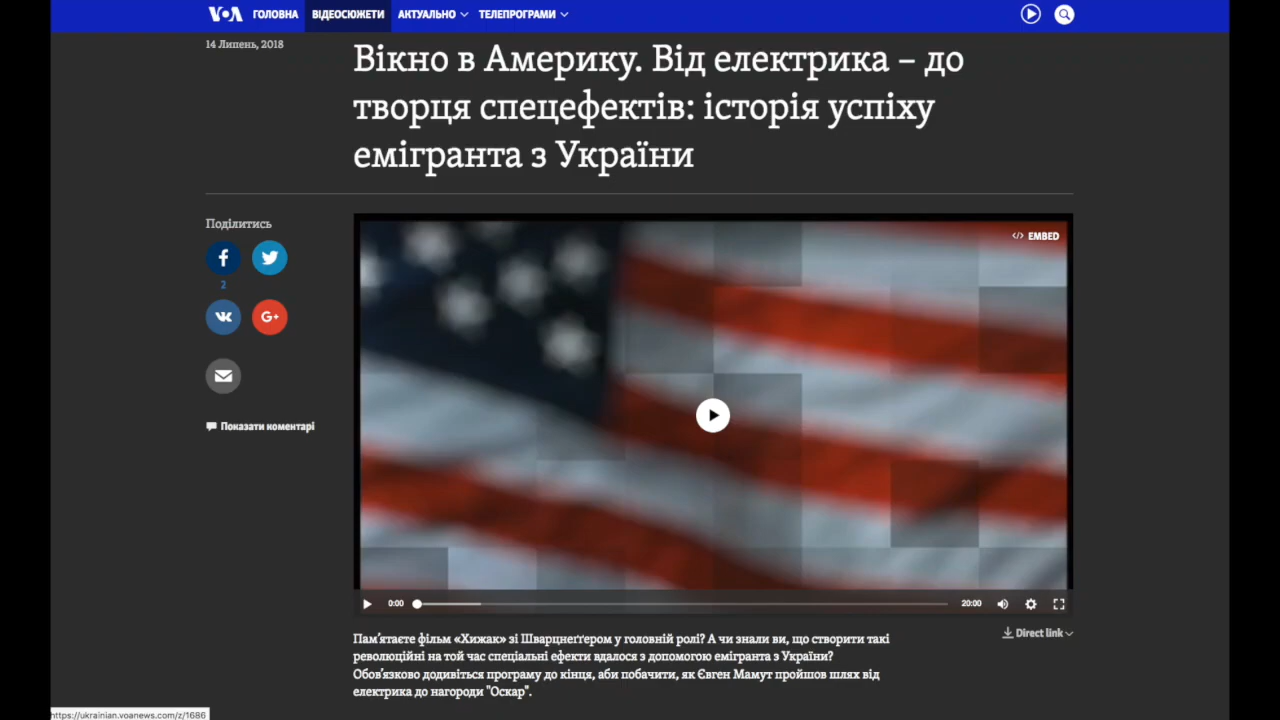 VOA ГОЛОВНА ВІДЕОСЮЖЕТИ АКТУАЛЬНО ТЕЛЕПРОГРАМИ
14 Липень, 2018
Вікно в Америку. Від електрика – до
творця спецефектів: історія успіху
емігранта з України
Поділитись
2
G+
Показати коментарі
</> EMBED
0:00 20:00
Direct link
Пам'ятаєте фільм «Хижак» зі Шварцнеґґером у головній ролі? А чи знали ви, що створити такі
революційні на той час спеціальні ефекти вдалося з допомогою емігранта з України?
Обов'язково додивіться програму до кінця, аби побачити, як Євген Мамут пройшов шлях від
електрика до нагороди "Оскар".
https://ukrainian.voanews.com/z/1686